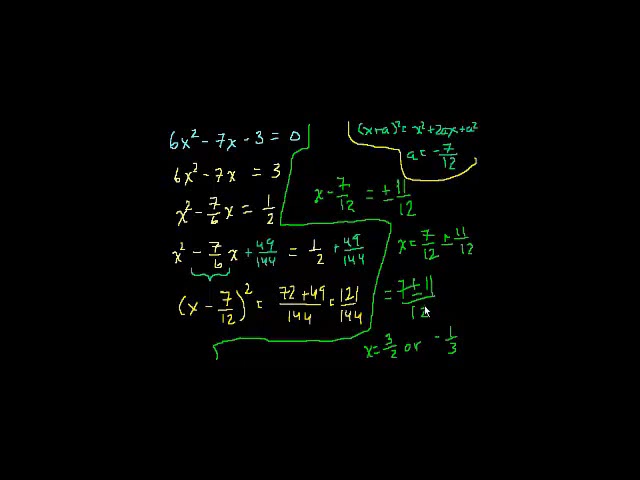 6x² - 7x - 3 = 0
6x² - 7x = 3
x² - 7/6 x = 1/2
x² - 7/6 x + 49/144 = 1/2 + 49/144
(x - 7/12)² = (72 + 49)/144 = 121/144
(x+a)² = x² + 2ax + a²
a = -7/12
x - 7/12 = ± 11/12
x = 7/12 ± 11/12
= (7 ± 11)/12
x = 3/2 or -1/3